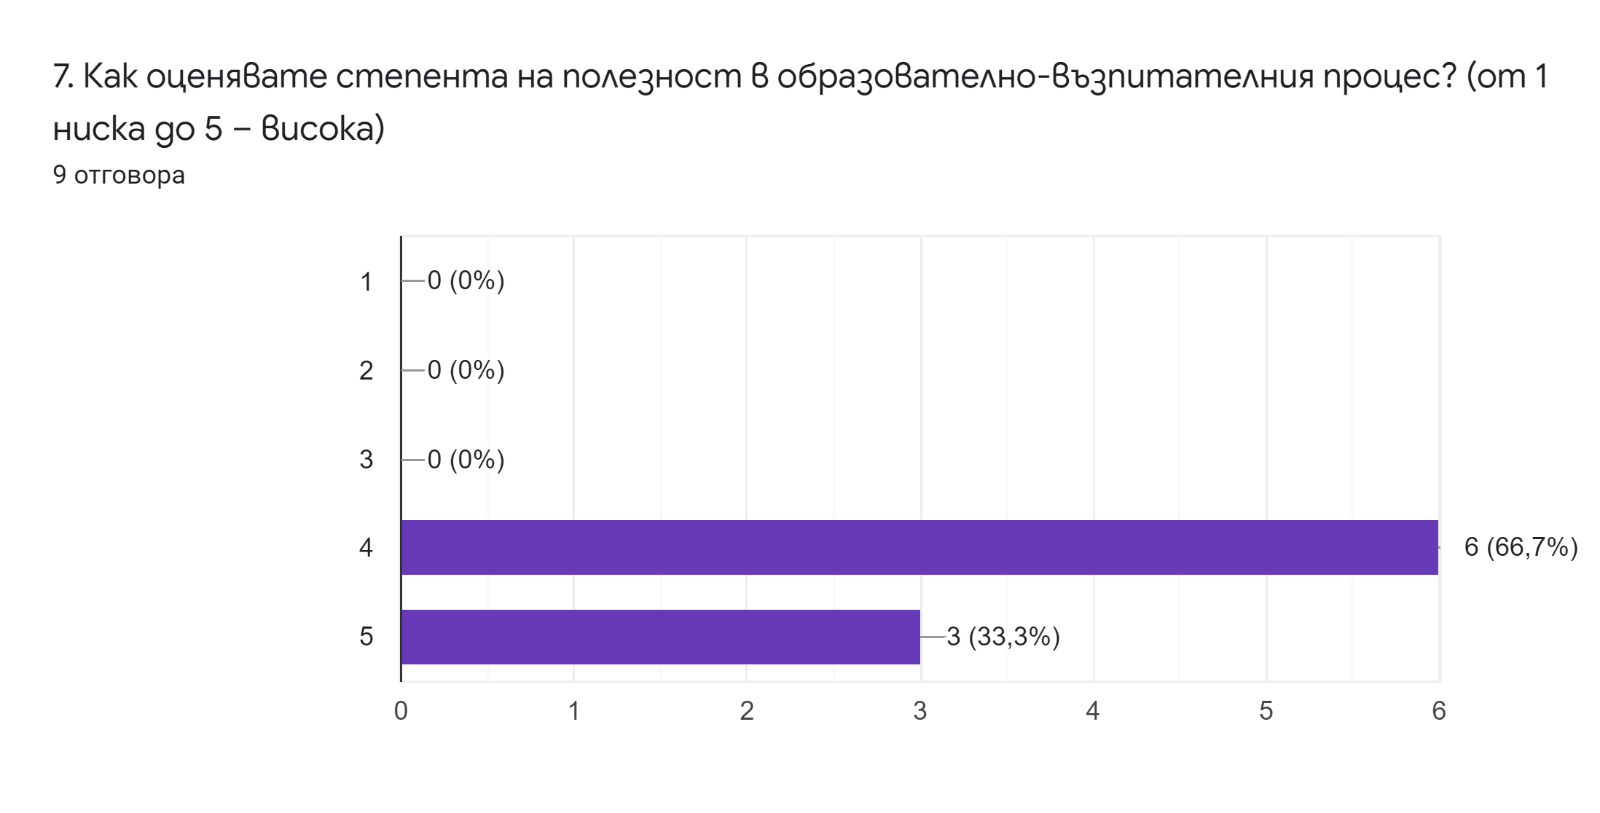 7. Как оценявате степента на полезност в образователно-възпитателния процес? (от 1
ниска до 5 – висока)
9 отговора
1 0 (0%)
2 0 (0%)
3 0 (0%)
4 6 (66,7%)
5 3 (33,3%)
0 1 2 3 4 5 6